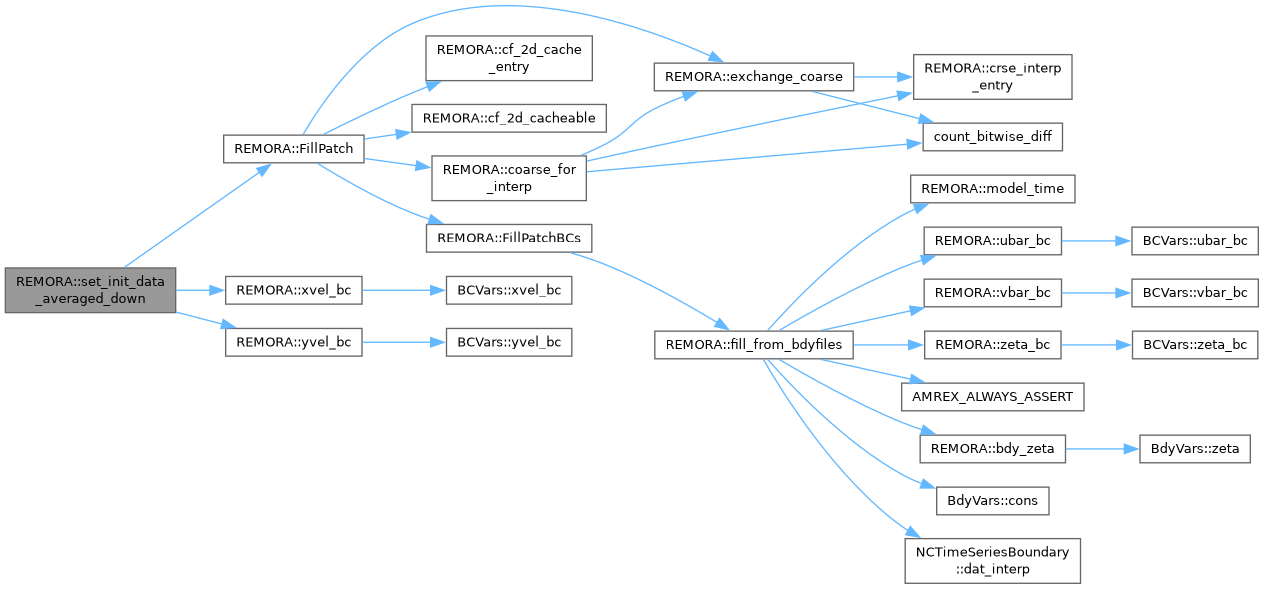 REMORA::set_init_data
_averaged_down
REMORA::FillPatch
REMORA::xvel_bc
REMORA::yvel_bc
REMORA::cf_2d_cache
_entry
REMORA::cf_2d_cacheable
REMORA::coarse_for
_interp
REMORA::FillPatchBCs
BCVars::xvel_bc
BCVars::yvel_bc
REMORA::exchange_coarse
REMORA::fill_from_bdyfiles
REMORA::crse_interp
_entry
count_bitwise_diff
REMORA::model_time
REMORA::ubar_bc
REMORA::vbar_bc
REMORA::zeta_bc
AMREX_ALWAYS_ASSERT
REMORA::bdy_zeta
BdyVars::cons
NCTimeSeriesBoundary
::dat_interp
BCVars::ubar_bc
BCVars::vbar_bc
BCVars::zeta_bc
BdyVars::zeta